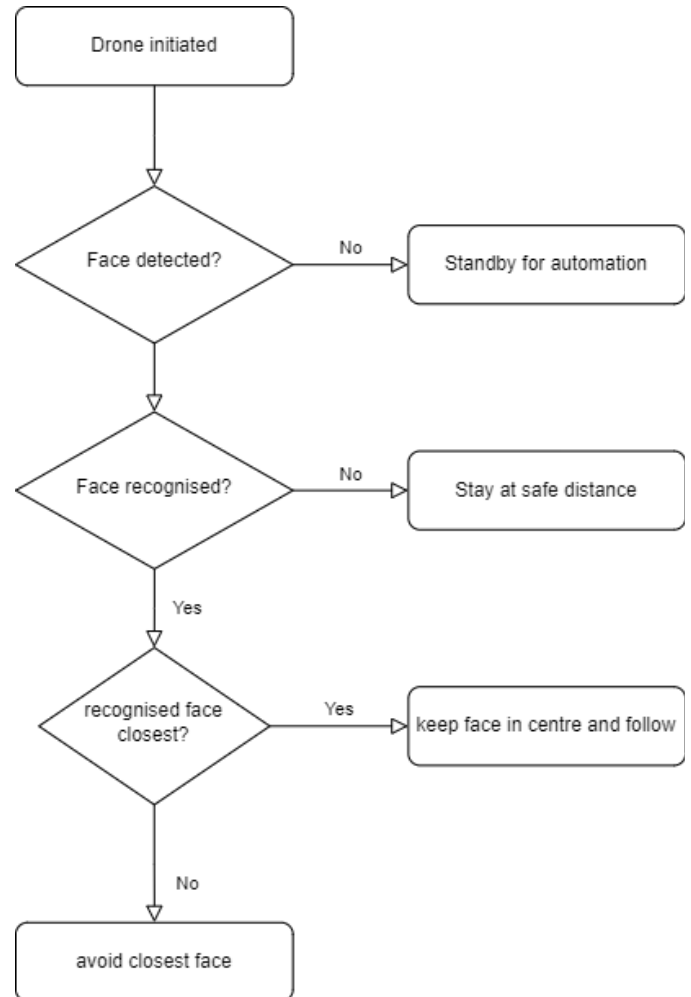 Drone initiated
Face detected?
No
Standby for automation
Face recognised?
No
Stay at safe distance
Yes
recognised face
closest?
Yes
keep face in centre and follow
No
avoid closest face